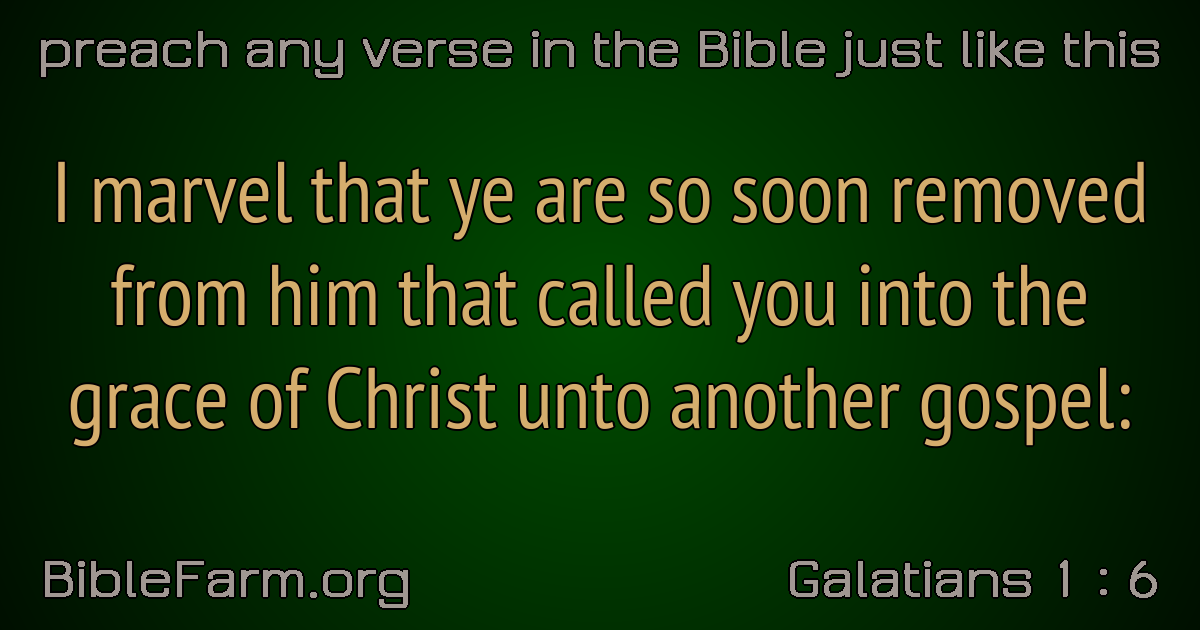 preach any verse in the Bible just like this
I marvel that ye are so soon removed
from him that called you into the
grace of Christ unto another gospel:
BibleFarm.org
Galatians 1 : 6